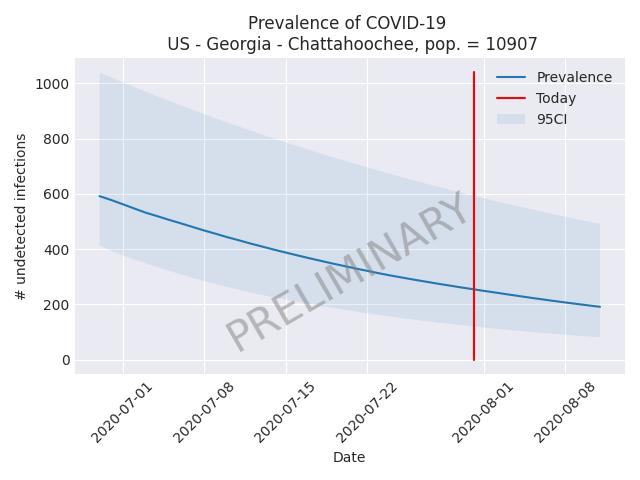 Prevalence of COVID-19
US - Georgia - Chattahoochee, pop. = 10907
# undetected infections
1000
800
600
400
200
0
Prevalence
Today
95CI
PRELIMINARY
2020-07-01
2020-07-08
2020-07-15
2020-07-22
2020-08-01
2020-08-08
Date